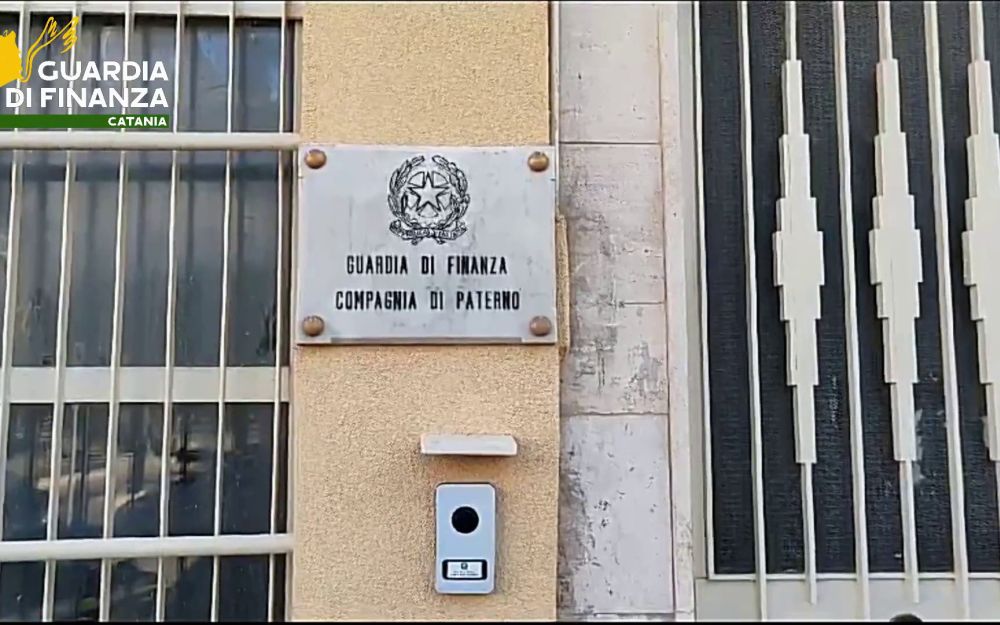 GUARDIA
DI FINANZA
CATANIA
GUARDIA DI FINANZA
COMPAGNIA DI PATERNO